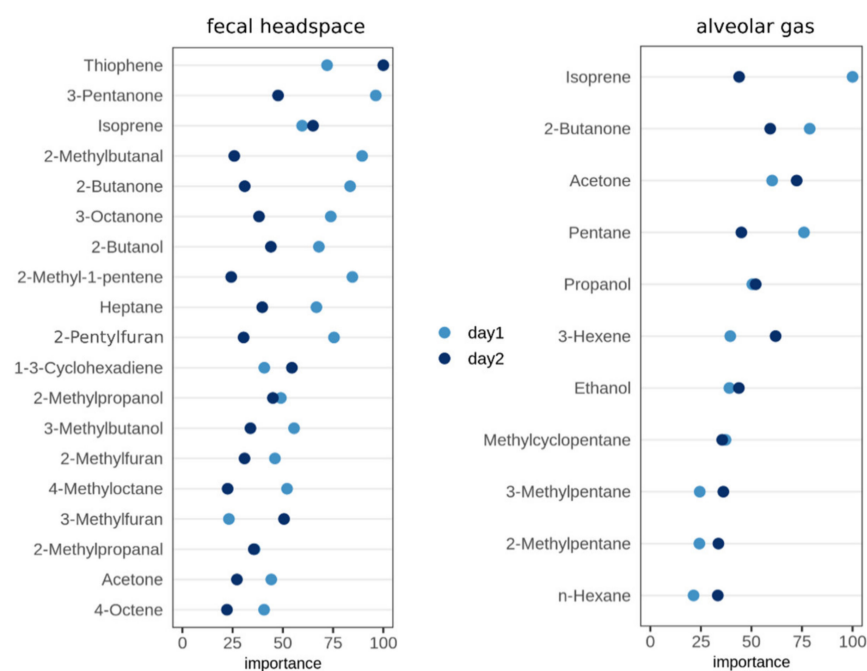 fecal headspace
Thiophene
3-Pentanone
Isoprene
2-Methylbutanal
2-Butanone
3-Octanone
2-Butanol
2-Methyl-1-pentene
Heptane
2-Pentylfuran
1-3-Cyclohexadiene
2-Methylpropanol
3-Methylbutanol
2-Methylfuran
4-Methyloctane
3-Methylfuran
2-Methylpropanal
Acetone
4-Octene
0 25 50 75 100
importance
day1
day2
alveolar gas
Isoprene
2-Butanone
Acetone
Pentane
Propanol
3-Hexene
Ethanol
Methylcyclopentane
3-Methylpentane
2-Methylpentane
n-Hexane
0 25 50 75 100
importance